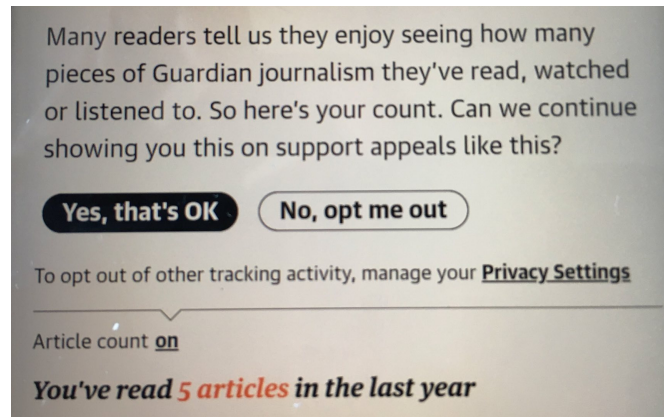 Many readers tell us they enjoy seeing how many
pieces of Guardian journalism they've read, watched
or listened to. So here's your count. Can we continue
showing you this on support appeals like this?
Yes, that's OK No, opt me out
To opt out of other tracking activity, manage your Privacy Settings
Article count on
You've read 5 articles in the last year